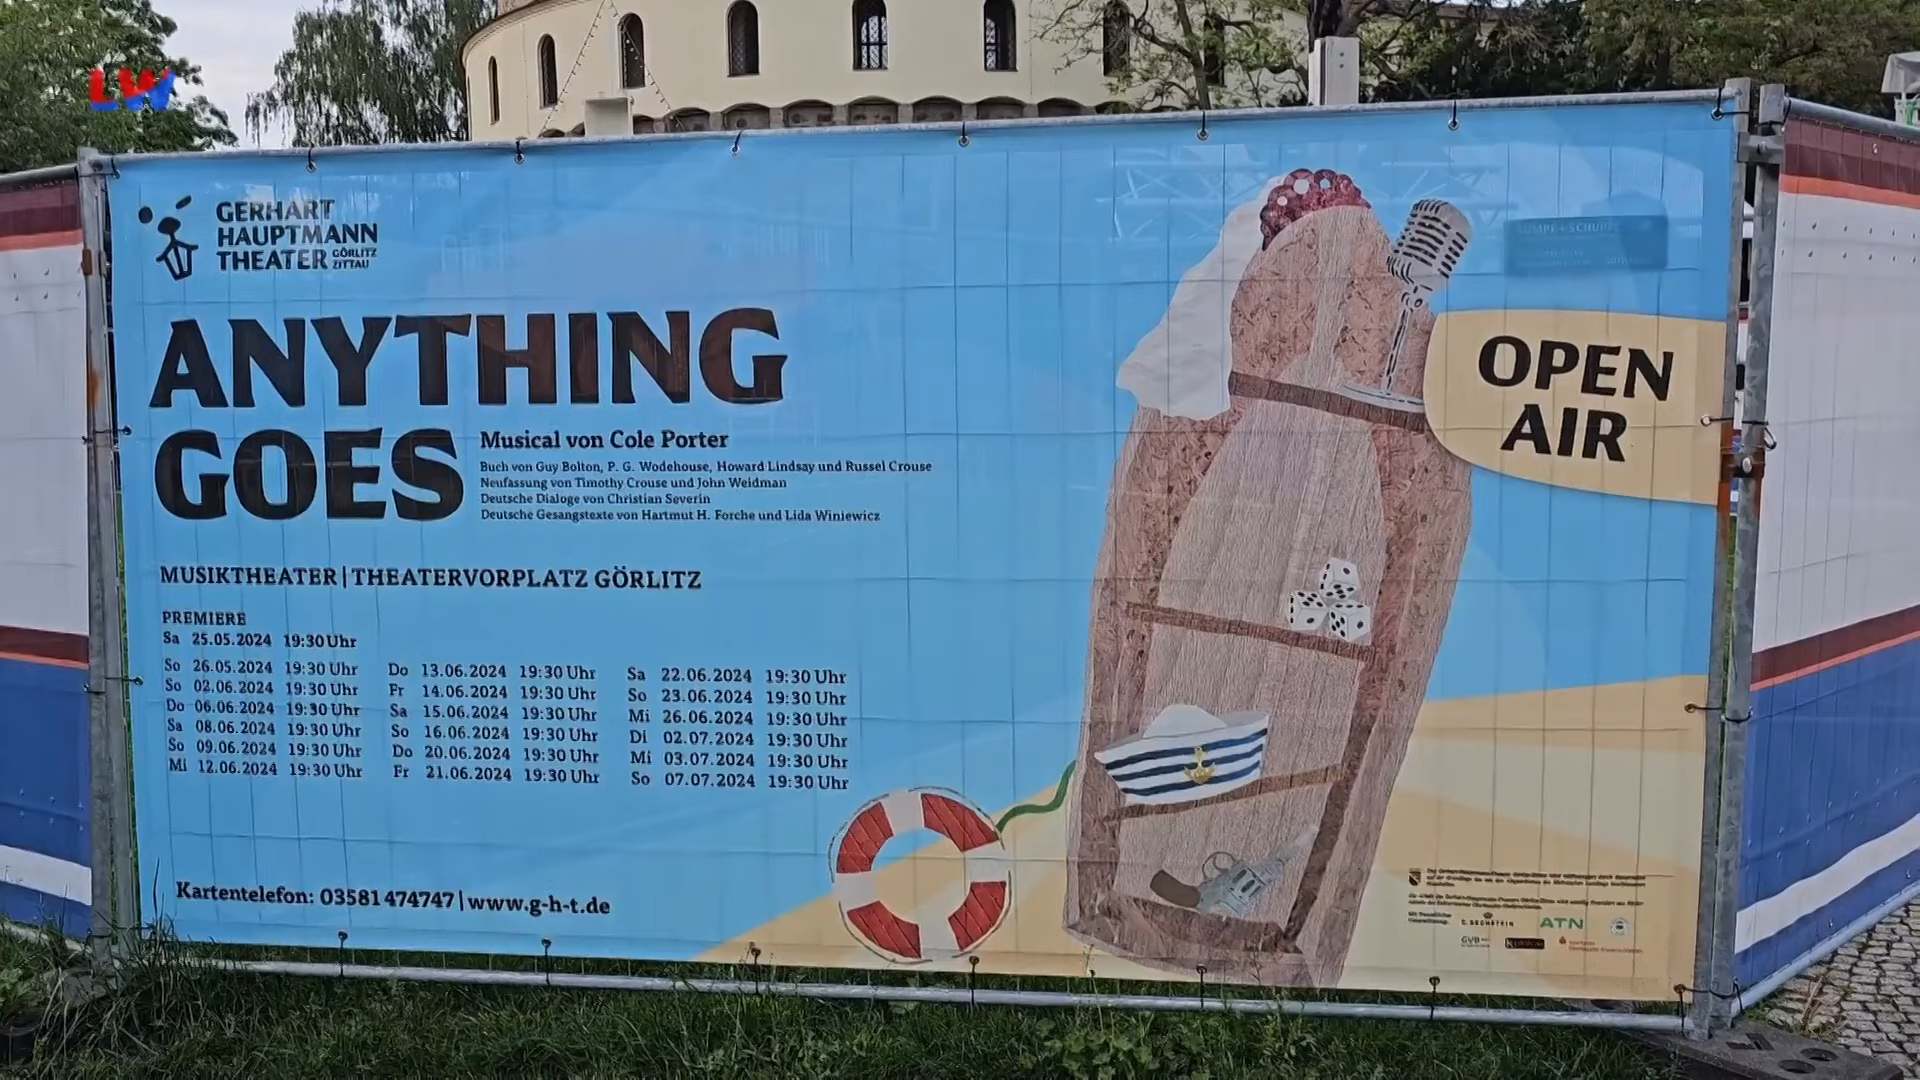 LW
GERHART
HAUPTMANN
THEATER GÖRLITZ ZITTAU
ANYTHING
GOES
Musical von Cole Porter
Buch von Guy Bolton, P. G. Wodehouse, Howard Lindsay und Russel Crouse
Neufassung von Timothy Crouse und John Weidman
Deutsche Dialoge von Christian Severin
Deutsche Gesangstexte von Hartmut H. Forche und Lida Winiewicz
OPEN
AIR
MUSIKTHEATER | THEATERVORPLATZ GÖRLITZ
PREMIERE
Sa 25.05.2024 19:30 Uhr
So 26.05.2024 19:30 Uhr
So 02.06.2024 19:30 Uhr
Do 06.06.2024 19:30 Uhr
Sa 08.06.2024 19:30 Uhr
So 09.06.2024 19:30 Uhr
Mi 12.06.2024 19:30 Uhr
Do 13.06.2024 19:30 Uhr
Fr 14.06.2024 19:30 Uhr
Sa 15.06.2024 19:30 Uhr
So 16.06.2024 19:30 Uhr
Do 20.06.2024 19:30 Uhr
Fr 21.06.2024 19:30 Uhr
Sa 22.06.2024 19:30 Uhr
So 23.06.2024 19:30 Uhr
Mi 26.06.2024 19:30 Uhr
Di 02.07.2024 19:30 Uhr
Mi 03.07.2024 19:30 Uhr
So 07.07.2024 19:30 Uhr
Kartentelefon: 03581 474747 | www.g-h-t.de
C. BECHSTEIN
ATN
GVB